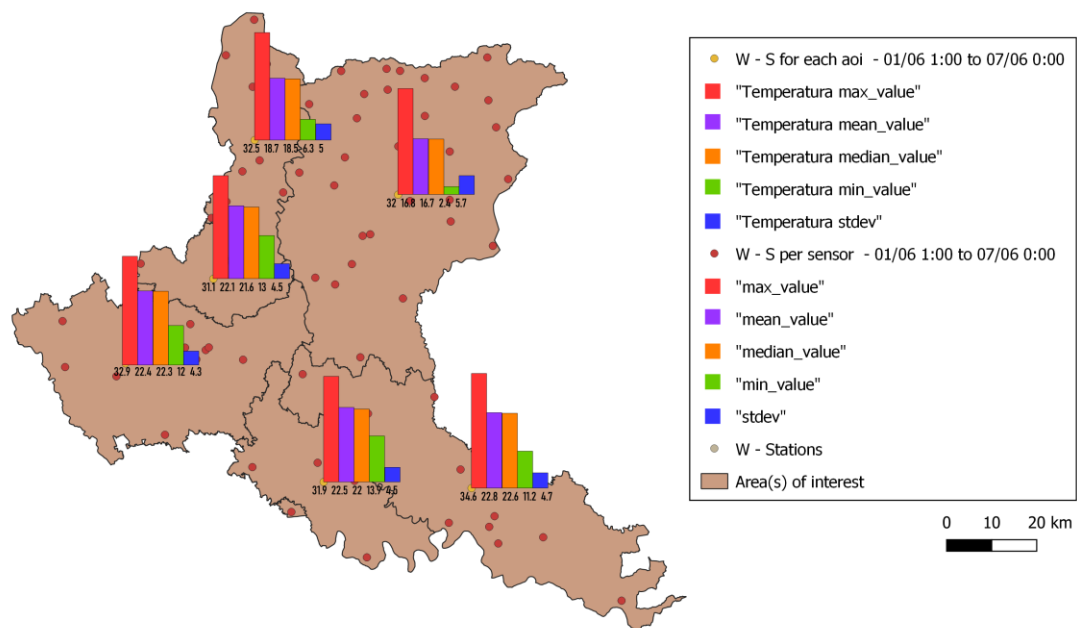 W - S for each aoi - 01/06 1:00 to 07/06 0:00
"Temperatura max_value"
"Temperatura mean_value"
"Temperatura median_value"
"Temperatura min_value"
"Temperatura stdev"
W - S per sensor - 01/06 1:00 to 07/06 0:00
"max_value"
"mean_value"
"median_value"
"min_value"
"stdev"
W - Stations
Area(s) of interest
0 10 20 km
32.5 18.7 18.5 -6.3 5
32 16.8 16.7 2.4 5.7
31.1 22.1 21.6 13 4.5
32.9 22.4 22.3 12 4.3
31.9 22.5 22 13.9 4.5
34.6 22.8 22.6 11.2 4.7